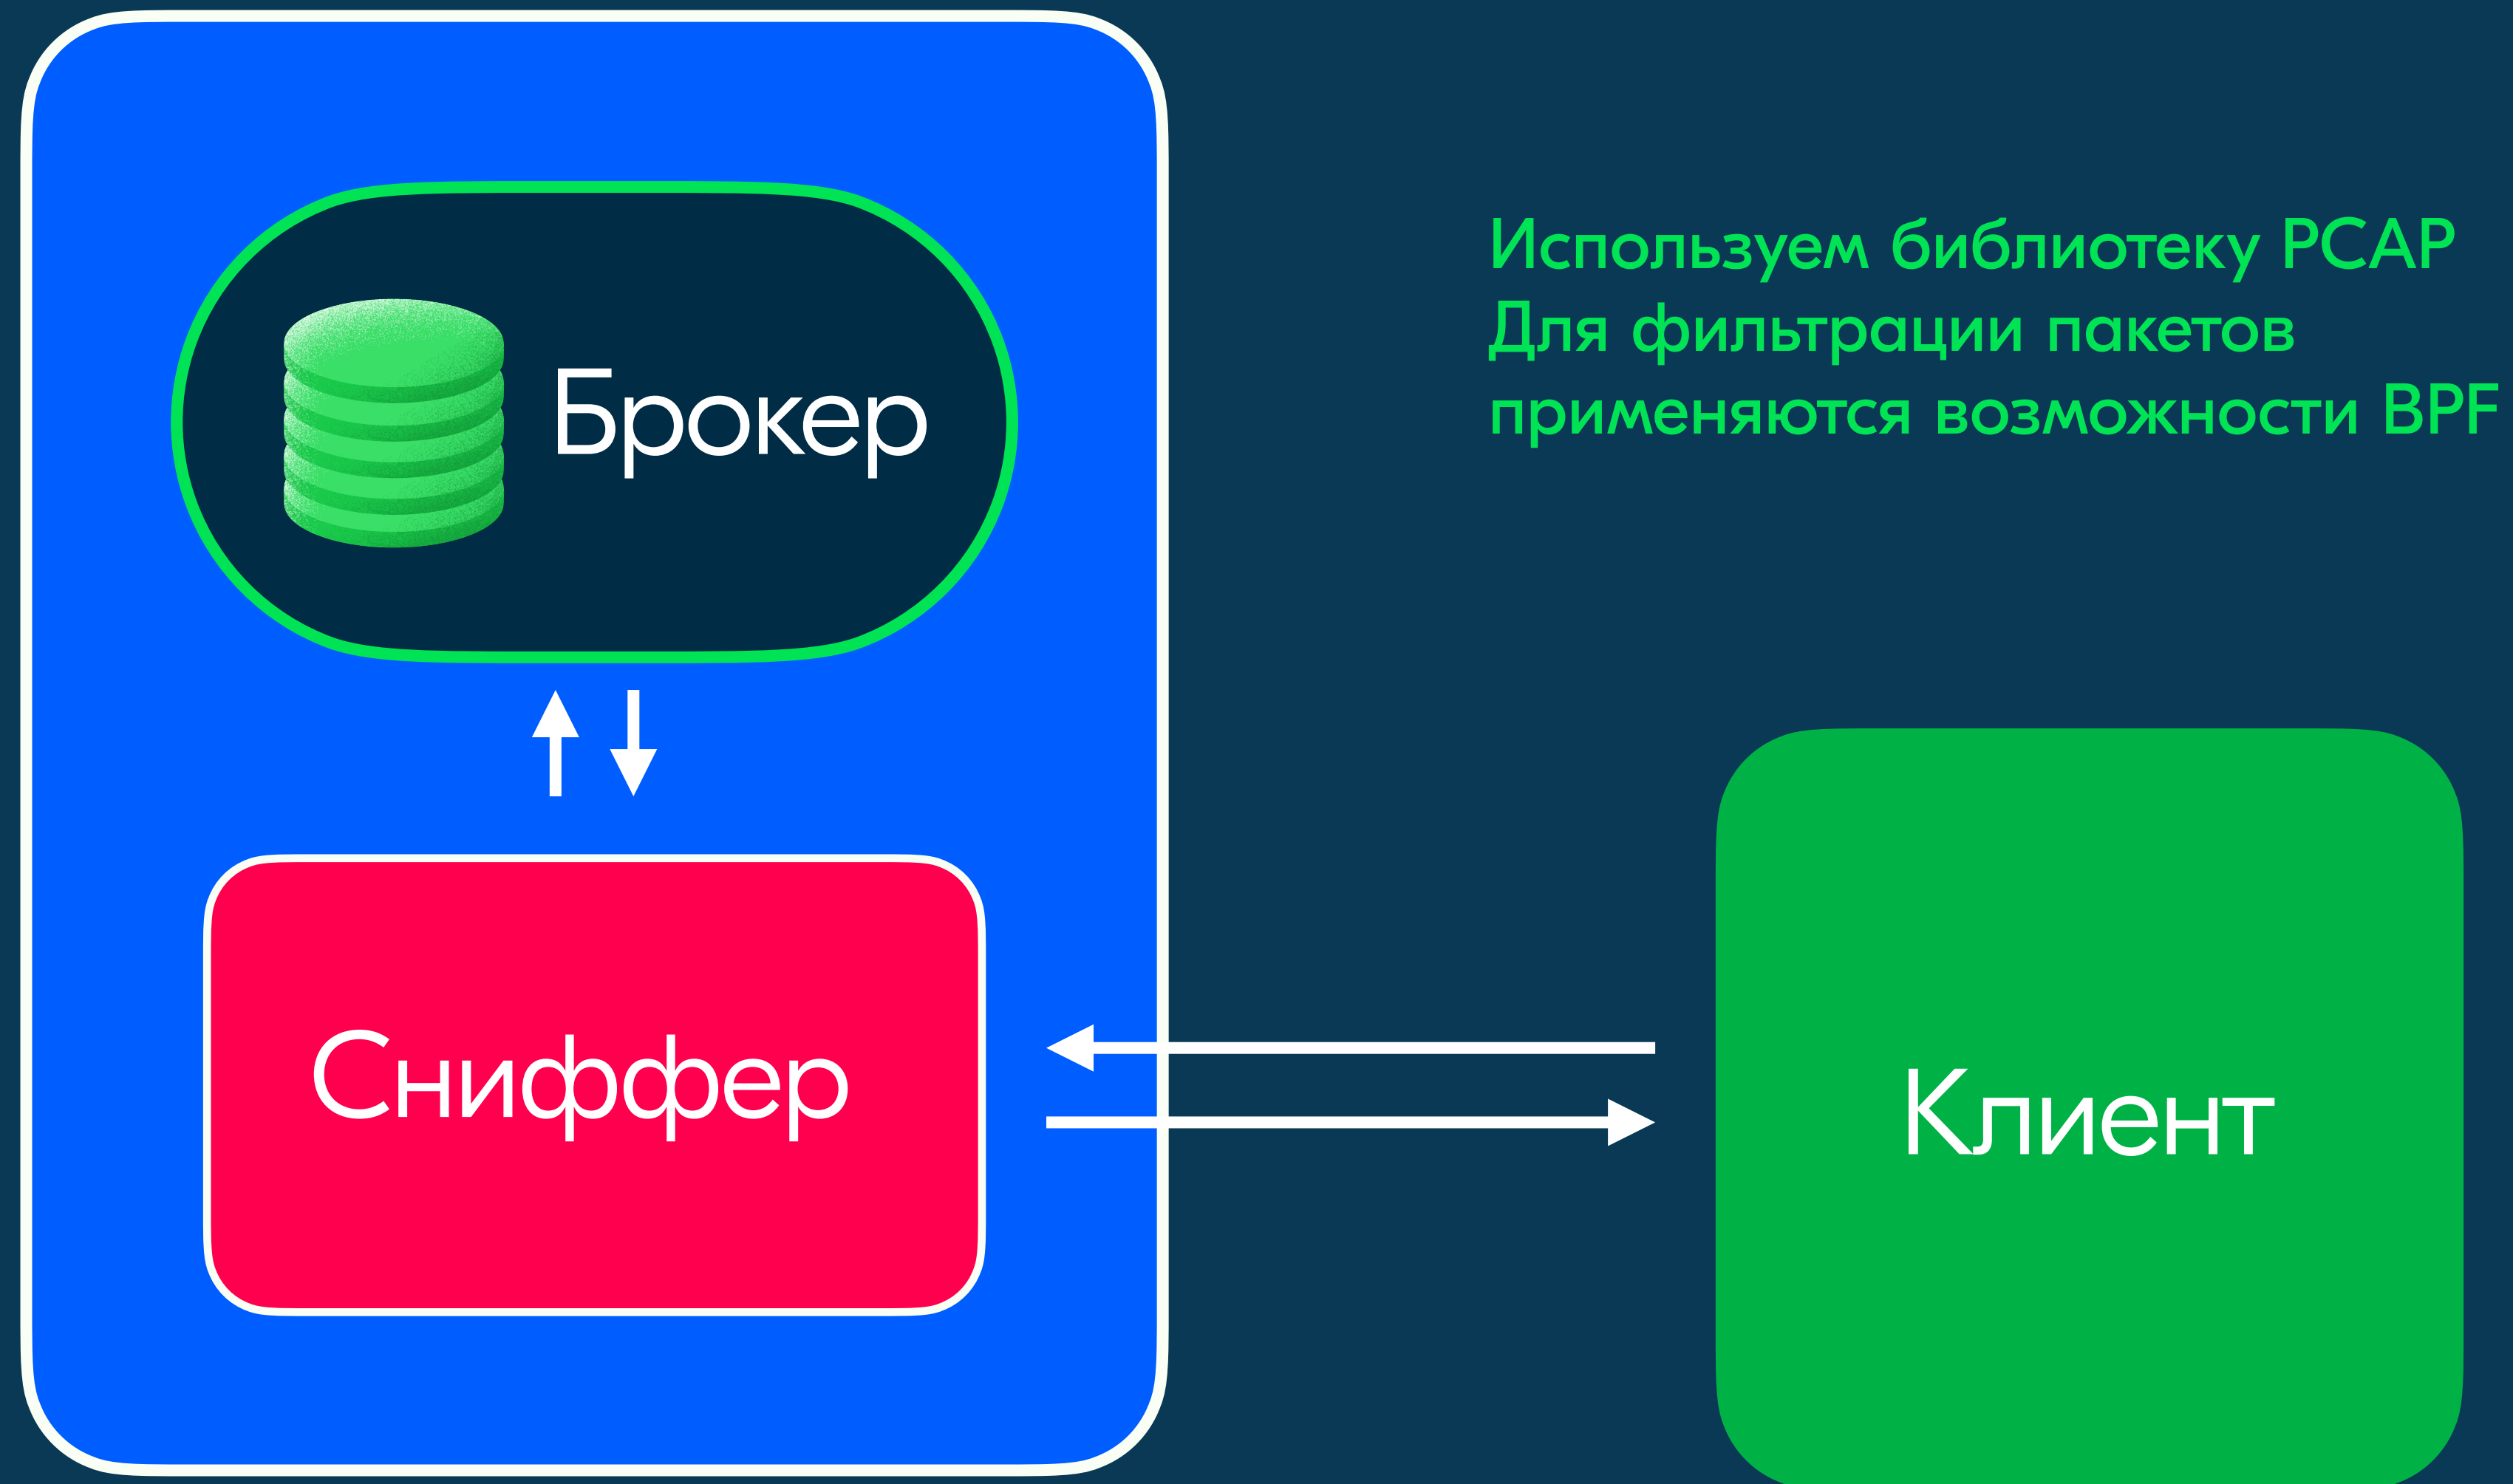 Используем библиотеку PCAP
Для фильтрации пакетов
применяются возможности BPF
Брокер
Сниффер
Клиент